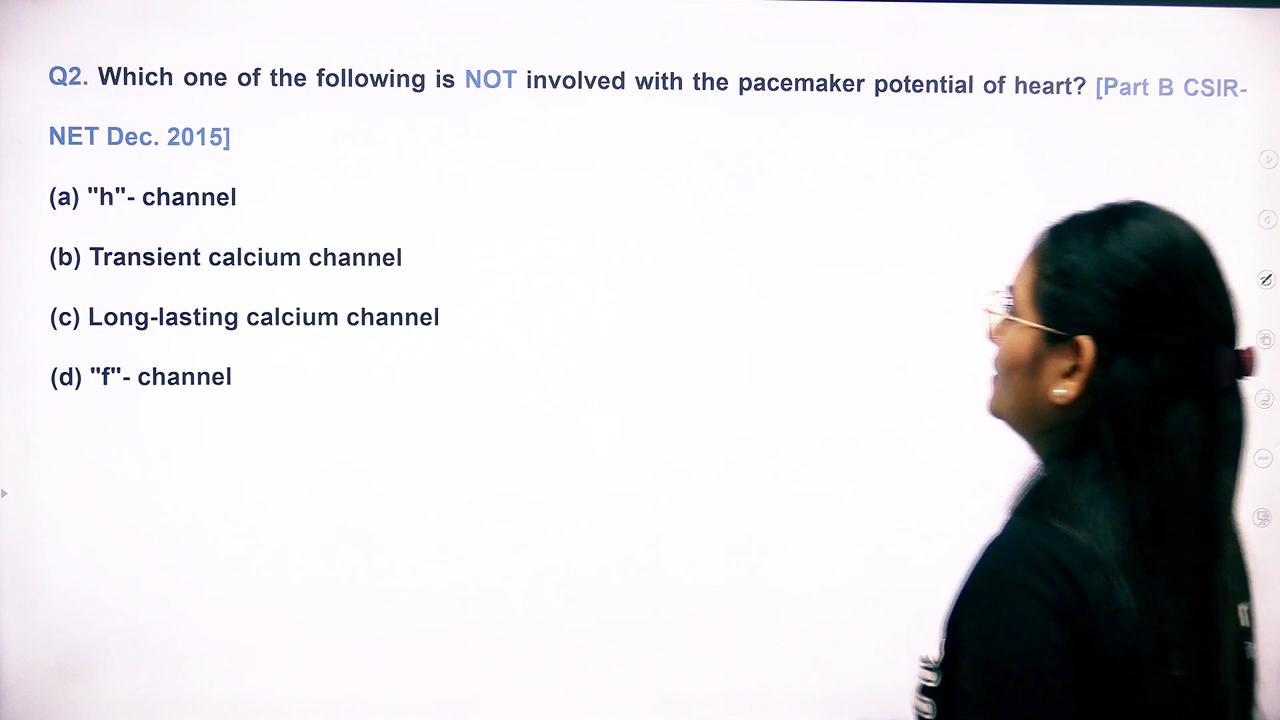 Q2. Which one of the following is NOT involved with the pacemaker potential of heart? [Part B CSIR-
NET Dec. 2015]
(a) "h"- channel
(b) Transient calcium channel
(c) Long-lasting calcium channel
(d) "f"- channel